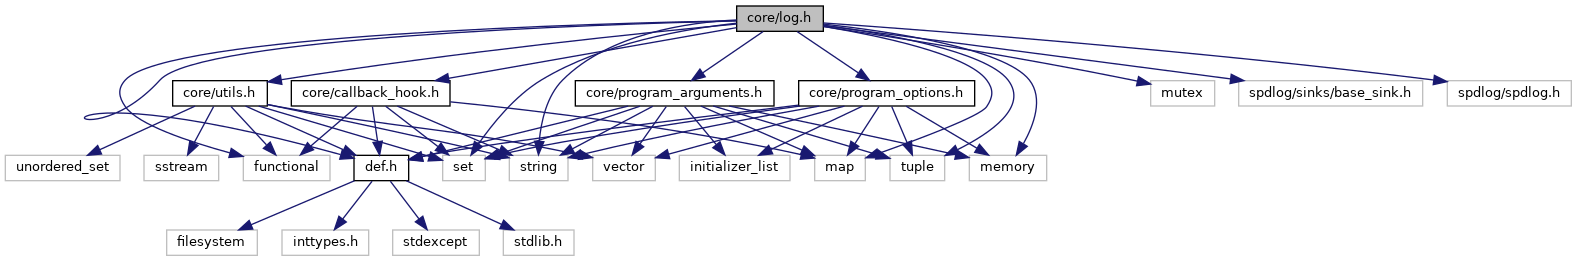 core/log.h
core/utils.h
core/callback_hook.h
core/program_arguments.h
core/program_options.h
mutex
spdlog/sinks/base_sink.h
spdlog/spdlog.h
unordered_set
sstream
functional
def.h
set
string
vector
initializer_list
map
tuple
memory
filesystem
inttypes.h
stdexcept
stdlib.h